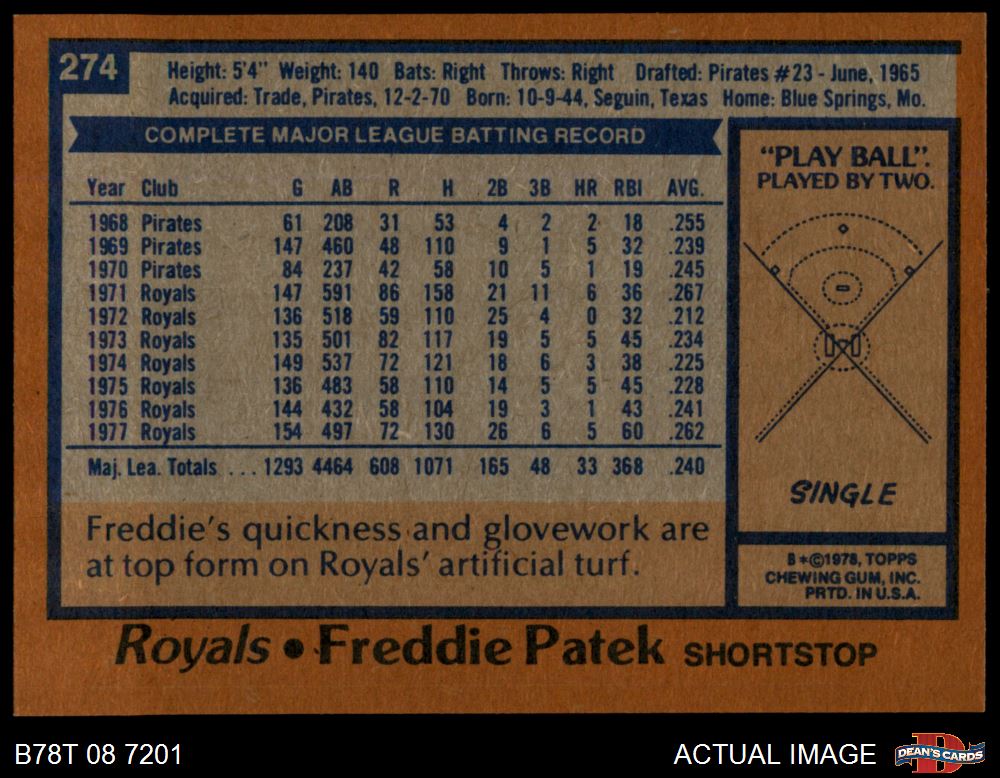 274
Height: 5'4" Weight: 140 Bats: Right Throws: Right Drafted: Pirates #23 - June, 1965
Acquired: Trade, Pirates, 12-2-70 Born: 10-9-44, Seguin, Texas Home: Blue Springs, Mo.
COMPLETE MAJOR LEAGUE BATTING RECORD
Year Club G AB R H 2B 3B HR RBI AVG.
1968 Pirates 61 208 31 53 4 2 2 18 .255
1969 Pirates 147 460 48 110 9 1 5 32 .239
1970 Pirates 84 237 42 58 10 5 1 19 .245
1971 Royals 147 591 86 158 21 11 6 36 .267
1972 Royals 136 518 59 110 25 4 0 32 .212
1973 Royals 135 501 82 117 19 5 5 45 .234
1974 Royals 149 537 72 121 18 6 3 38 .225
1975 Royals 136 483 58 110 14 5 5 45 .228
1976 Royals 144 432 58 104 19 3 1 43 .241
1977 Royals 154 497 72 130 26 6 5 60 .262
Maj. Lea. Totals ... 1293 4464 608 1071 165 48 33 368 .240
Freddie's quickness and glovework are
at top form on Royals' artificial turf.
"PLAY BALL".
PLAYED BY TWO.
SINGLE
B*©1978, TOPPS
CHEWING GUM, INC.
PRTD. IN U.S.A.
Royals • Freddie Patek SHORTSTOP
B78T 08 7201
ACTUAL IMAGE
D
DEAN'S CARDS